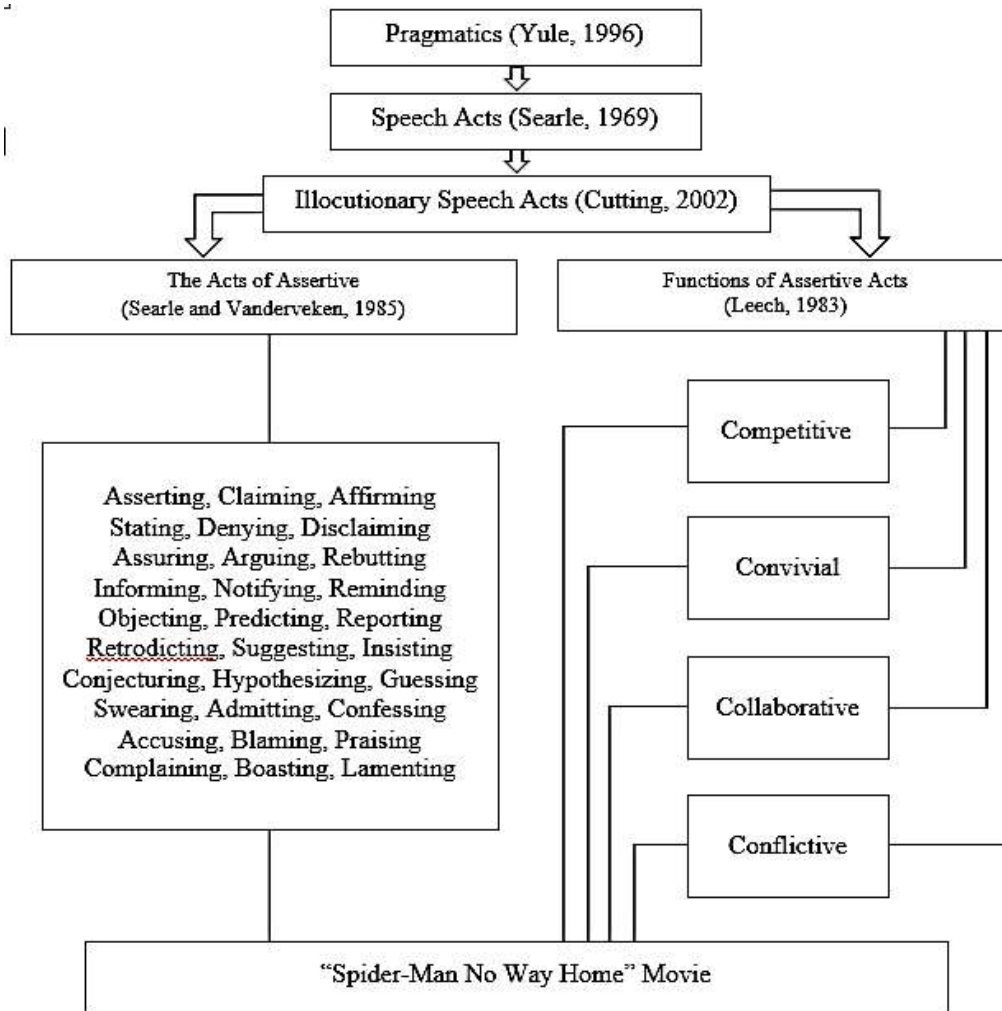 Pragmatics (Yule, 1996)
Speech Acts (Searle, 1969)
Illocutionary Speech Acts (Cutting, 2002)
The Acts of Assertive
(Searle and Vanderveken, 1985)
Functions of Assertive Acts
(Leech, 1983)
Asserting, Claiming, Affirming
Stating, Denying, Disclaiming
Assuring, Arguing, Rebutting
Informing, Notifying, Reminding
Objecting, Predicting, Reporting
Retrodicting, Suggesting, Insisting
Conjecturing, Hypothesizing, Guessing
Swearing, Admitting, Confessing
Accusing, Blaming, Praising
Complaining, Boasting, Lamenting
Competitive
Convivial
Collaborative
Conflictive
“Spider-Man No Way Home” Movie